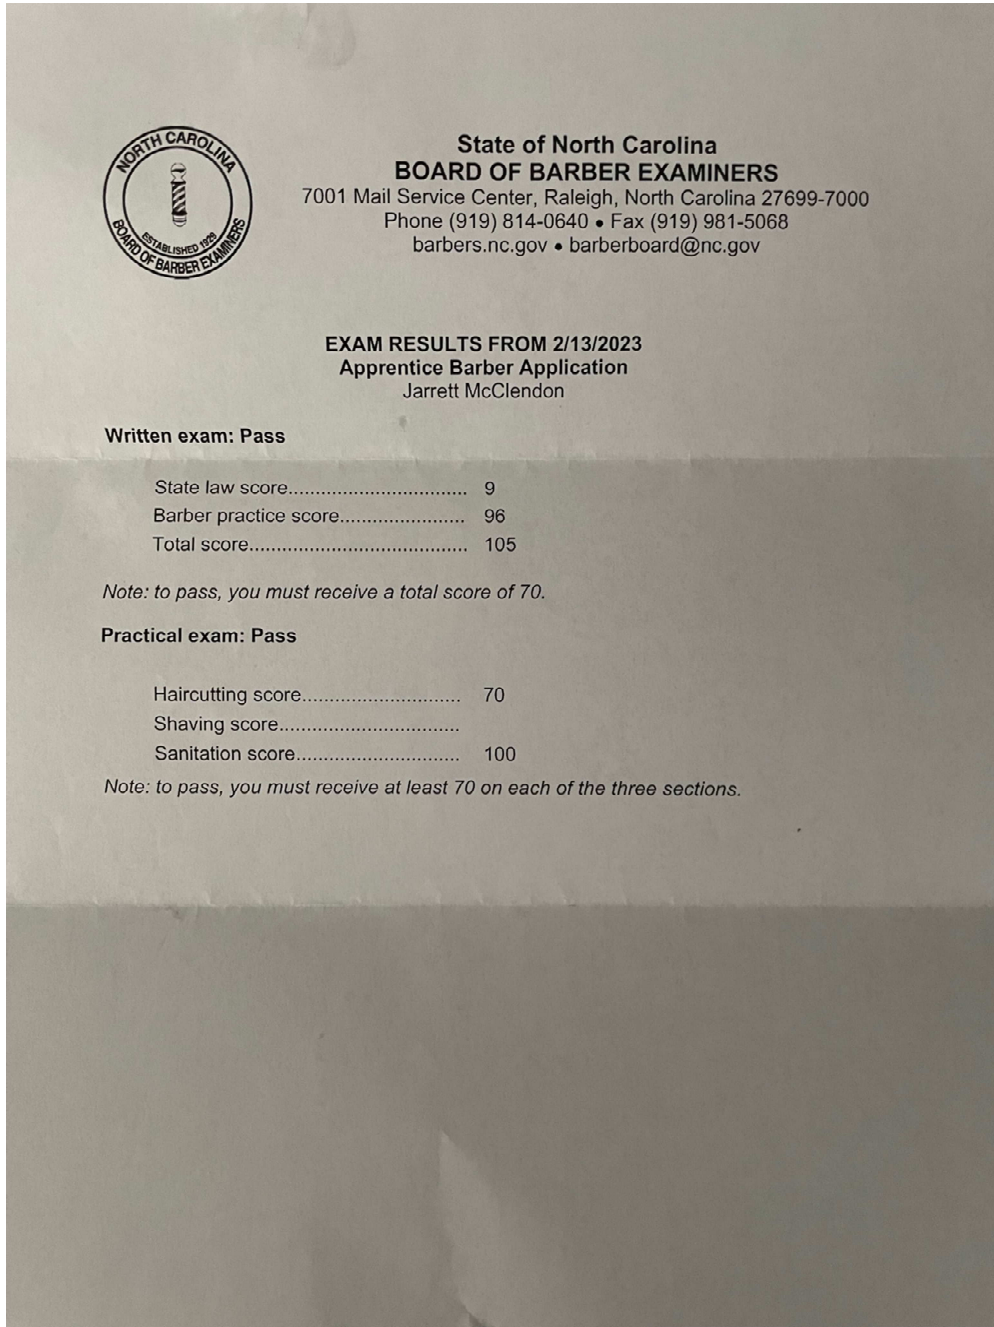 NORTH CAROLINA
ESTABLISHED 1929
BOARD OF BARBER EXAMINERS
State of North Carolina
BOARD OF BARBER EXAMINERS
7001 Mail Service Center, Raleigh, North Carolina 27699-7000
Phone (919) 814-0640 • Fax (919) 981-5068
barbers.nc.gov • barberboard@nc.gov
EXAM RESULTS FROM 2/13/2023
Apprentice Barber Application
Jarrett McClendon
Written exam: Pass
State law score................................. 9
Barber practice score....................... 96
Total score........................................ 105
Note: to pass, you must receive a total score of 70.
Practical exam: Pass
Haircutting score............................. 70
Shaving score.................................
Sanitation score.............................. 100
Note: to pass, you must receive at least 70 on each of the three sections.